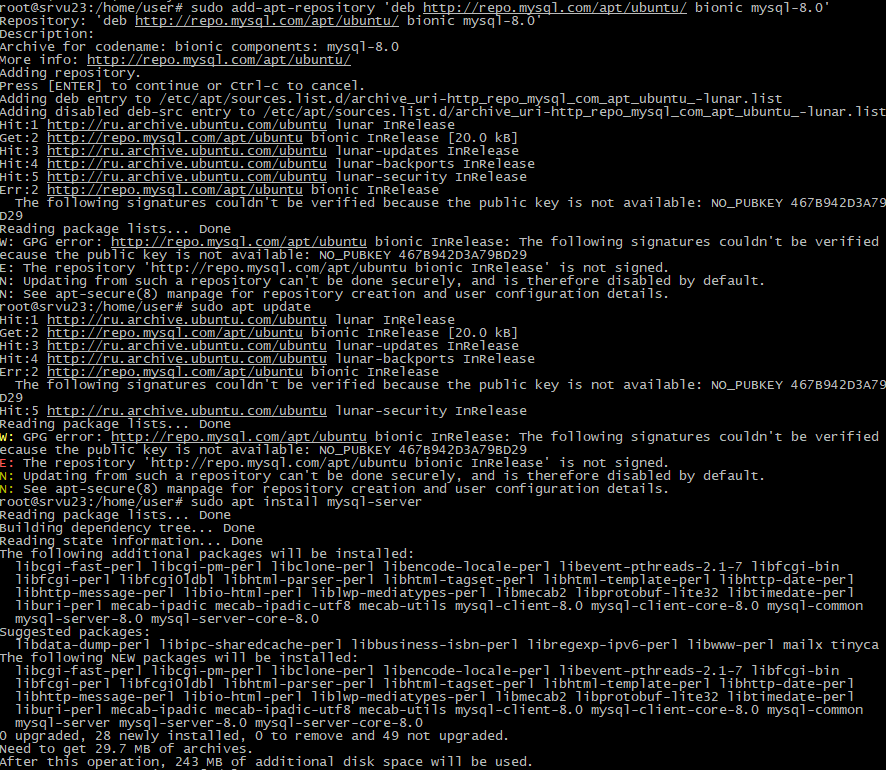 root@srvu23:/home/user# sudo add-apt-repository 'deb http://repo.mysql.com/apt/ubuntu/ bionic mysql-8.0'
Repository: 'deb http://repo.mysql.com/apt/ubuntu/ bionic mysql-8.0'
Description:
Archive for codename: bionic components: mysql-8.0
More info: http://repo.mysql.com/apt/ubuntu/
Adding repository.
Press [ENTER] to continue or Ctrl-c to cancel.
Adding deb entry to /etc/apt/sources.list.d/archive_uri-http_repo_mysql_com_apt_ubuntu_-lunar.list
Adding disabled deb-src entry to /etc/apt/sources.list.d/archive_uri-http_repo_mysql_com_apt_ubuntu_-lunar.list
Hit:1 http://ru.archive.ubuntu.com/ubuntu lunar InRelease
Get:2 http://repo.mysql.com/apt/ubuntu bionic InRelease [20.0 kB]
Hit:3 http://ru.archive.ubuntu.com/ubuntu lunar-updates InRelease
Hit:4 http://ru.archive.ubuntu.com/ubuntu lunar-backports InRelease
Hit:5 http://ru.archive.ubuntu.com/ubuntu lunar-security InRelease
Err:2 http://repo.mysql.com/apt/ubuntu bionic InRelease
The following signatures couldn't be verified because the public key is not available: NO_PUBKEY 467B942D3A79
D29
Reading package lists... Done
W: GPG error: http://repo.mysql.com/apt/ubuntu bionic InRelease: The following signatures couldn't be verified
ecause the public key is not available: NO_PUBKEY 467B942D3A79BD29
E: The repository 'http://repo.mysql.com/apt/ubuntu bionic InRelease' is not signed.
N: Updating from such a repository can't be done securely, and is therefore disabled by default.
N: See apt-secure(8) manpage for repository creation and user configuration details.
root@srvu23:/home/user# sudo apt update
Hit:1 http://ru.archive.ubuntu.com/ubuntu lunar InRelease
Get:2 http://repo.mysql.com/apt/ubuntu bionic InRelease [20.0 kB]
Hit:3 http://ru.archive.ubuntu.com/ubuntu lunar-updates InRelease
Hit:4 http://ru.archive.ubuntu.com/ubuntu lunar-backports InRelease
Err:2 http://repo.mysql.com/apt/ubuntu bionic InRelease
The following signatures couldn't be verified because the public key is not available: NO_PUBKEY 467B942D3A79
D29
Hit:5 http://ru.archive.ubuntu.com/ubuntu lunar-security InRelease
Reading package lists... Done
W: GPG error: http://repo.mysql.com/apt/ubuntu bionic InRelease: The following signatures couldn't be verified
ecause the public key is not available: NO_PUBKEY 467B942D3A79BD29
E: The repository 'http://repo.mysql.com/apt/ubuntu bionic InRelease' is not signed.
N: Updating from such a repository can't be done securely, and is therefore disabled by default.
N: See apt-secure(8) manpage for repository creation and user configuration details.
root@srvu23:/home/user# sudo apt install mysql-server
Reading package lists... Done
Building dependency tree... Done
Reading state information... Done
The following additional packages will be installed:
libcgi-fast-perl libcgi-pm-perl libclone-perl libencode-locale-perl libevent-pthreads-2.1-7 libfcgi-bin
libfcgi-perl libfcgi0ldbl libhtml-parser-perl libhtml-tagset-perl libhtml-template-perl libhttp-date-perl
libhttp-message-perl libio-html-perl liblwp-mediatypes-perl libmecab2 libprotobuf-lite32 libtimedate-perl
liburi-perl mecab-ipadic mecab-ipadic-utf8 mecab-utils mysql-client-8.0 mysql-client-core-8.0 mysql-common
mysql-server-8.0 mysql-server-core-8.0
Suggested packages:
libdata-dump-perl libipc-sharedcache-perl libbusiness-isbn-perl libregexp-ipv6-perl libwww-perl mailx tinyca
The following NEW packages will be installed:
libcgi-fast-perl libcgi-pm-perl libclone-perl libencode-locale-perl libevent-pthreads-2.1-7 libfcgi-bin
libfcgi-perl libfcgi0ldbl libhtml-parser-perl libhtml-tagset-perl libhtml-template-perl libhttp-date-perl
libhttp-message-perl libio-html-perl liblwp-mediatypes-perl libmecab2 libprotobuf-lite32 libtimedate-perl
liburi-perl mecab-ipadic mecab-ipadic-utf8 mecab-utils mysql-client-8.0 mysql-client-core-8.0 mysql-common
mysql-server mysql-server-8.0 mysql-server-core-8.0
0 upgraded, 28 newly installed, 0 to remove and 49 not upgraded.
Need to get 29.7 MB of archives.
After this operation, 243 MB of additional disk space will be used.